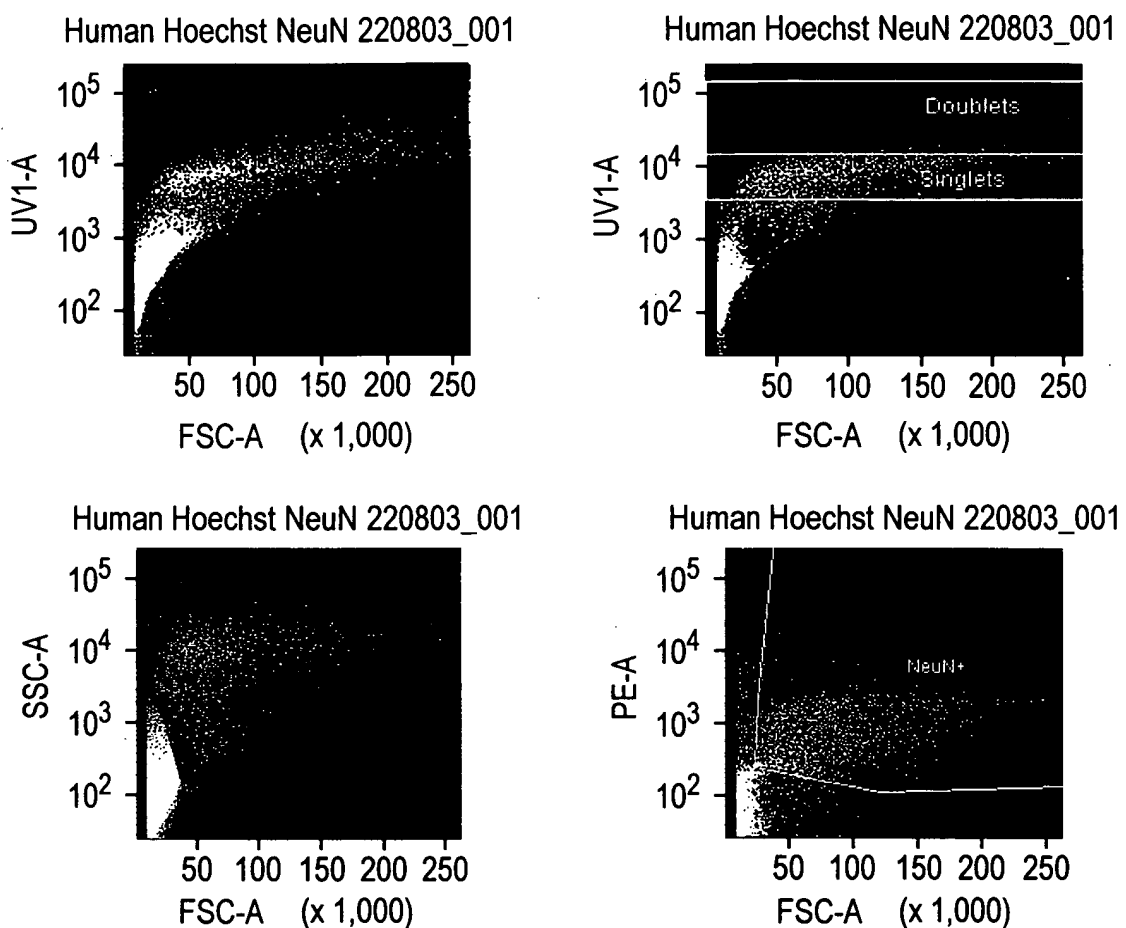 Human Hoechst NeuN 220803_001
UV1-A
10^5
10^4
10^3
10^2
50 100 150 200 250
FSC-A (x 1,000)
Human Hoechst NeuN 220803_001
UV1-A
10^5
10^4
10^3
10^2
Doublets
Singlets
50 100 150 200 250
FSC-A (x 1,000)
Human Hoechst NeuN 220803_001
SSC-A
10^5
10^4
10^3
10^2
50 100 150 200 250
FSC-A (x 1,000)
Human Hoechst NeuN 220803_001
PE-A
10^5
10^4
10^3
10^2
NeuN+
50 100 150 200 250
FSC-A (x 1,000)